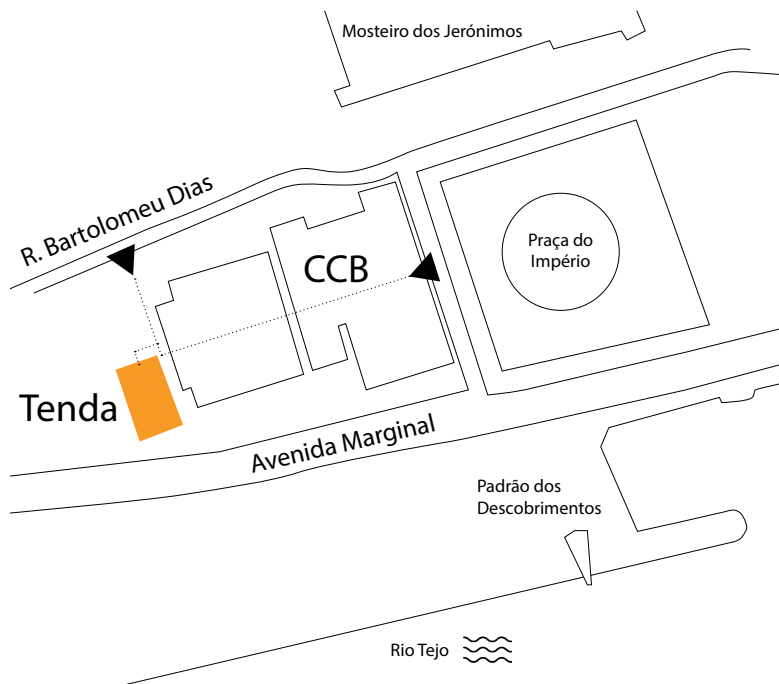 Mosteiro dos Jerónimos
R. Bartolomeu Dias
CCB
Praça do
Império
Tenda
Avenida Marginal
Padrão dos
Descobrimentos
Rio Tejo